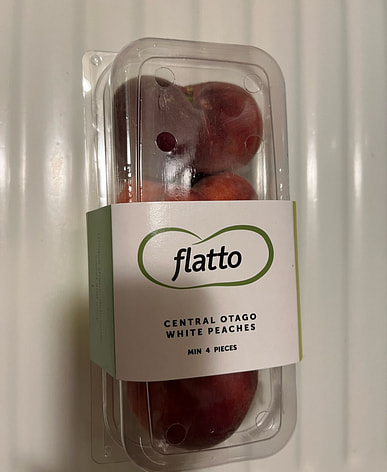 flatto
CENTRAL OTAGO
WHITE PEACHES
MIN 4 PIECES